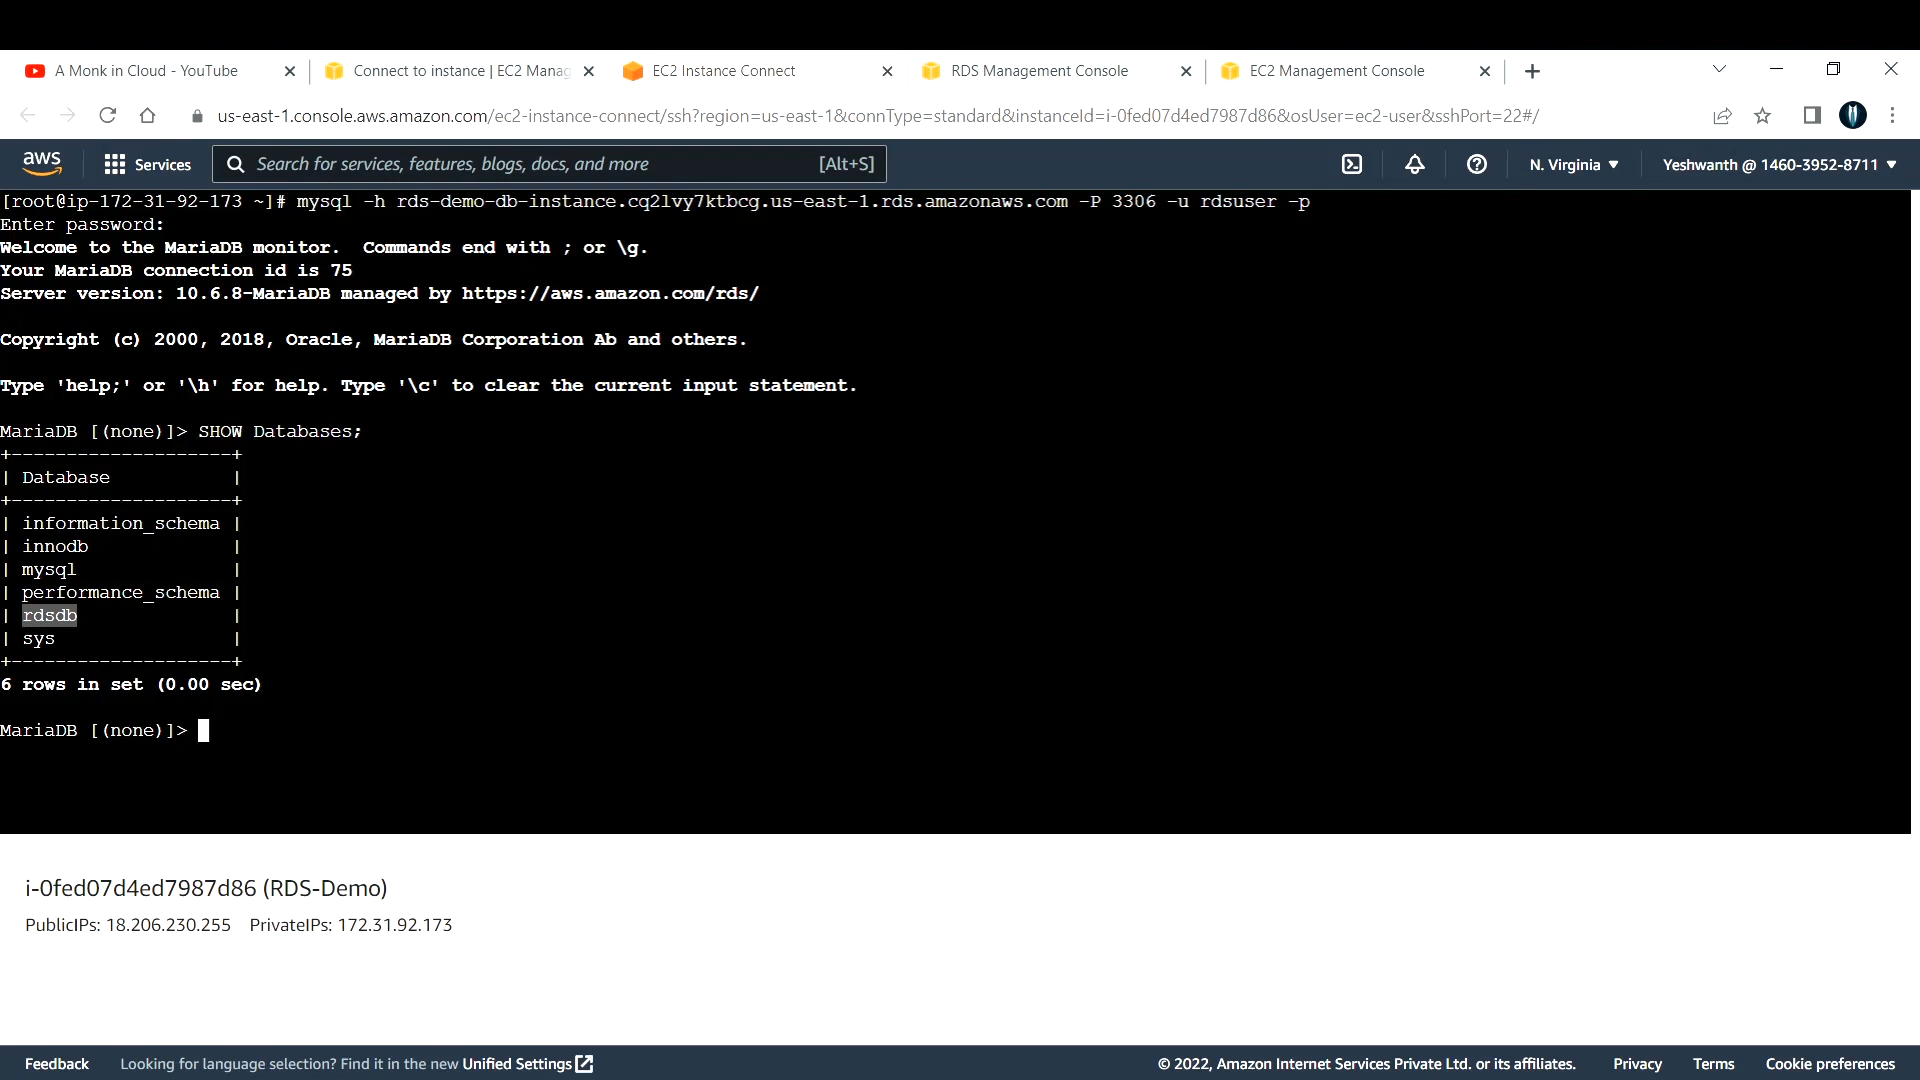 A Monk in Cloud - YouTube
Connect to instance | EC2 Manag
EC2 Instance Connect
RDS Management Console
EC2 Management Console
us-east-1.console.aws.amazon.com/ec2-instance-connect/ssh?region=us-east-1&connType=standard&instanceId=i-0fed07d4ed7987d86&osUser=ec2-user&sshPort=22#/
aws
Services
Search for services, features, blogs, docs, and more
[Alt+S]
N. Virginia
Yeshwanth @ 1460-3952-8711
[root@ip-172-31-92-173 ~]# mysql -h rds-demo-db-instance.cq2lvy7ktbcg.us-east-1.rds.amazonaws.com -P 3306 -u rdsuser -p
Enter password:
Welcome to the MariaDB monitor.  Commands end with ; or \g.
Your MariaDB connection id is 75
Server version: 10.6.8-MariaDB managed by https://aws.amazon.com/rds/
Copyright (c) 2000, 2018, Oracle, MariaDB Corporation Ab and others.
Type 'help;' or '\h' for help. Type '\c' to clear the current input statement.
MariaDB [(none)]> SHOW Databases;
+--------------------+
| Database           |
+--------------------+
| information_schema |
| innodb             |
| mysql              |
| performance_schema |
| rdsdb              |
| sys                |
+--------------------+
6 rows in set (0.00 sec)
MariaDB [(none)]>
i-0fed07d4ed7987d86 (RDS-Demo)
PublicIPs: 18.206.230.255 PrivateIPs: 172.31.92.173
Feedback
Looking for language selection? Find it in the new Unified Settings
© 2022, Amazon Internet Services Private Ltd. or its affiliates.
Privacy
Terms
Cookie preferences